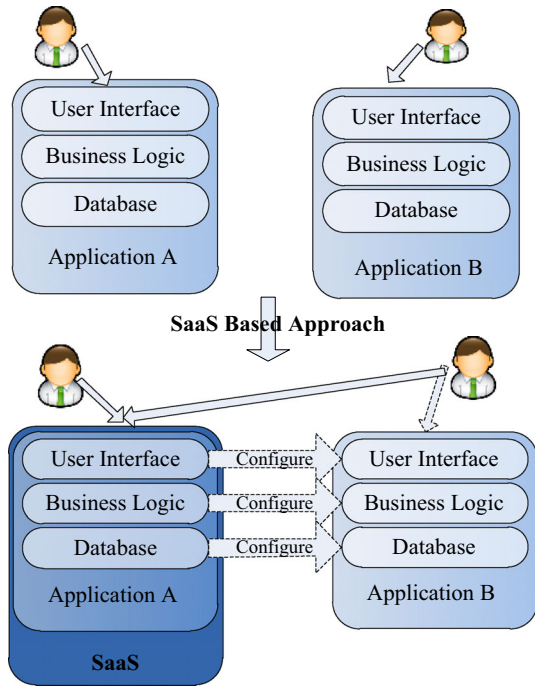 User Interface
Business Logic
Database
Application A
User Interface
Business Logic
Database
Application B
SaaS Based Approach
User Interface
Business Logic
Database
Application A
SaaS
Configure
Configure
Configure
User Interface
Business Logic
Database
Application B